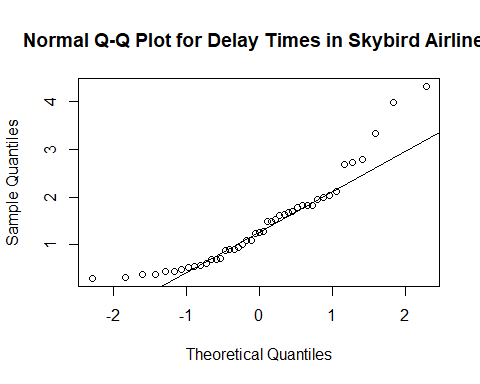 Normal Q-Q Plot for Delay Times in Skybird Airline
4
3
2
1
Sample Quantiles
-2 -1 0 1 2
Theoretical Quantiles